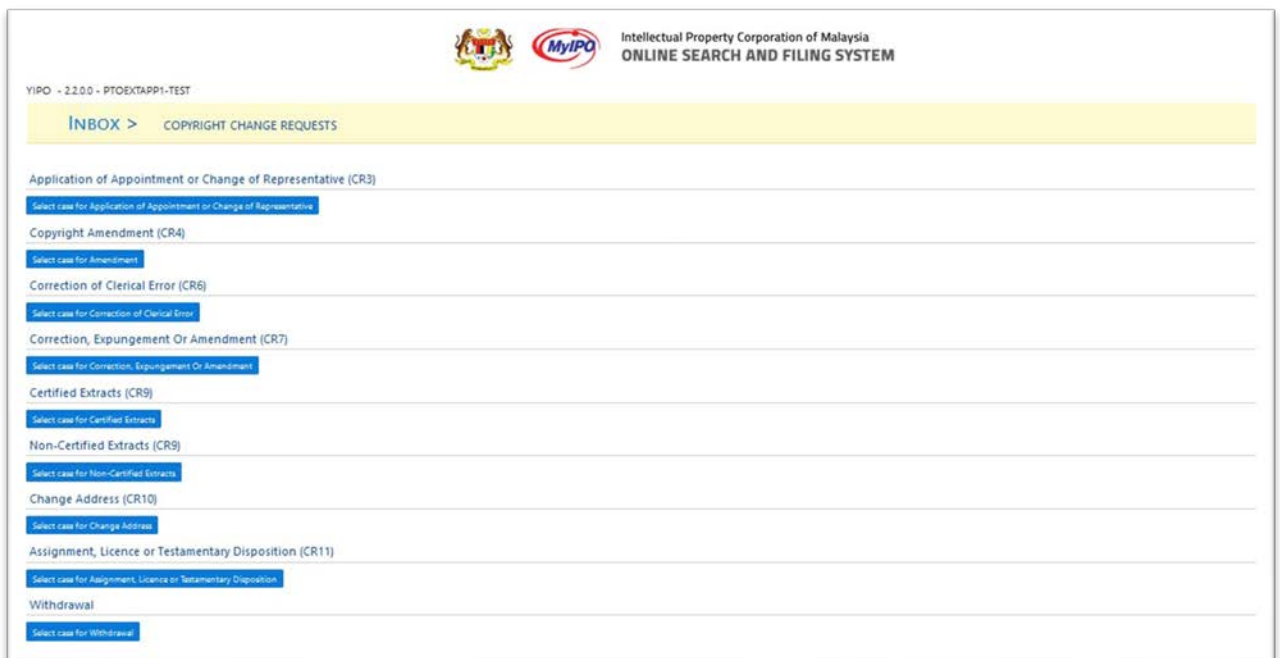 MyIPO
Intellectual Property Corporation of Malaysia
ONLINE SEARCH AND FILING SYSTEM
YIPO - 2.2.0.0 - PTOEXTAPP1-TEST
INBOX > COPYRIGHT CHANGE REQUESTS
Application of Appointment or Change of Representative (CR3)
Select case for Application of Appointment or Change of Representative
Copyright Amendment (CR4)
Select case for Amendment
Correction of Clerical Error (CR6)
Select case for Correction of Clerical Error
Correction, Expungement Or Amendment (CR7)
Select case for Correction, Expungement Or Amendment
Certified Extracts (CR9)
Select case for Certified Extracts
Non-Certified Extracts (CR9)
Select case for Non-Certified Extracts
Change Address (CR10)
Select case for Change Address
Assignment, Licence or Testamentary Disposition (CR11)
Select case for Assignment, Licence or Testamentary Disposition
Withdrawal
Select case for Withdrawal